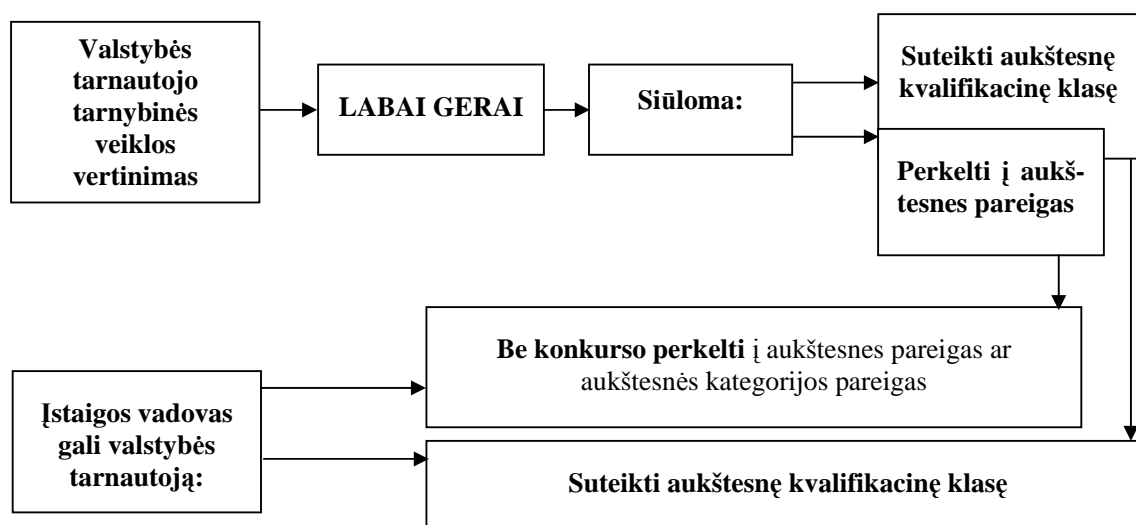 Valstybės
tarnautojo
tarnybinės
veiklos
vertinimas
LABAI GERAI
Siūloma:
Suteikti aukštesnę
kvalifikacinę klasę
Perkelti į aukš-
tesnes pareigas
Be konkurso perkelti į aukštesnes pareigas ar
aukštesnės kategorijos pareigas
Įstaigos vadovas
gali valstybės
tarnautoją:
Suteikti aukštesnę kvalifikacinę klasę